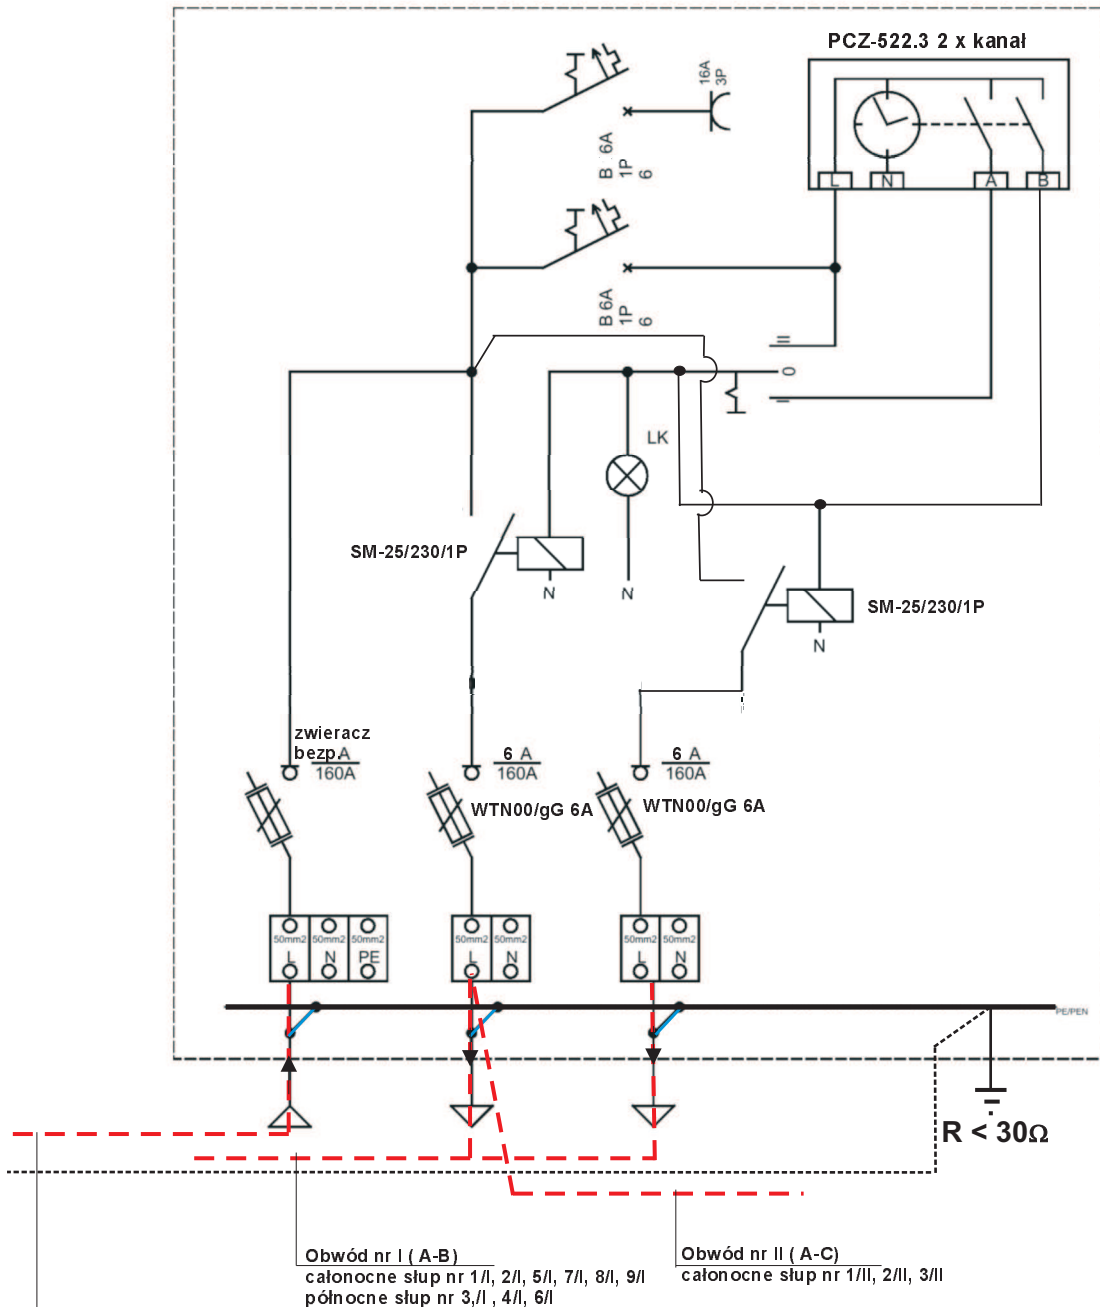 PCZ-522.3 2 x kanał
16A
3P
B 6A
1P
6
L N A B
B 6A
1P
6
II
0
I
LK
SM-25/230/1P
N
N
SM-25/230/1P
N
zwieracz
bezp.A
160A
6 A
160A
6 A
160A
WTN00/gG 6A
WTN00/gG 6A
50mm2 50mm2 50mm2
L N PE
50mm2 50mm2
L N
50mm2 50mm2
L N
PE/PEN
R < 30Ω
Obwód nr I ( A-B)
całonocne słup nr 1/I, 2/I, 5/I, 7/I, 8/I, 9/I
północne słup nr 3,/I , 4/I, 6/I
Obwód nr II ( A-C)
całonocne słup nr 1/II, 2/II, 3/II